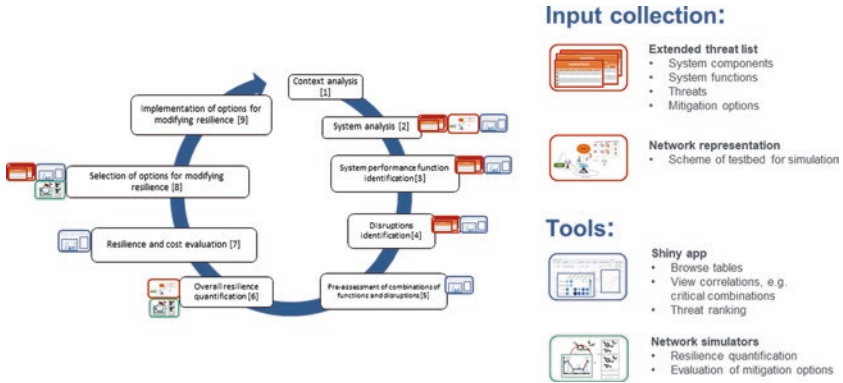 Context analysis
[1]
System analysis [2]
System performance function
identification[3]
Disruptions
identification[4]
Pre-assessment of combinations of
functions and disruptions[5]
Overall resilience
quantification [6]
Resilience and cost evaluation [7]
Selection of options for modifying
resilience [8]
Implementation of options for
modifying resilience [9]
Input collection:
Extended threat list
• System components
• System functions
• Threats
• Mitigation options
Network representation
• Scheme of testbed for simulation
Tools:
Shiny app
• Browse tables
• View correlations, e.g.
critical combinations
• Threat ranking
Network simulators
• Resilience quantification
• Evaluation of mitigation options